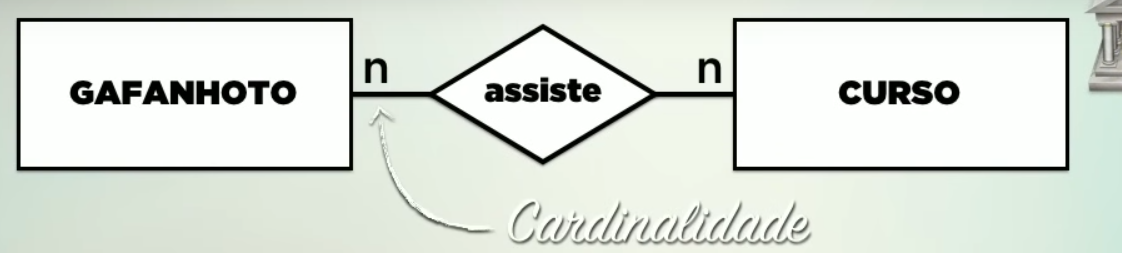 GAFANHOTO
n
assiste
n
CURSO
Cardinalidade